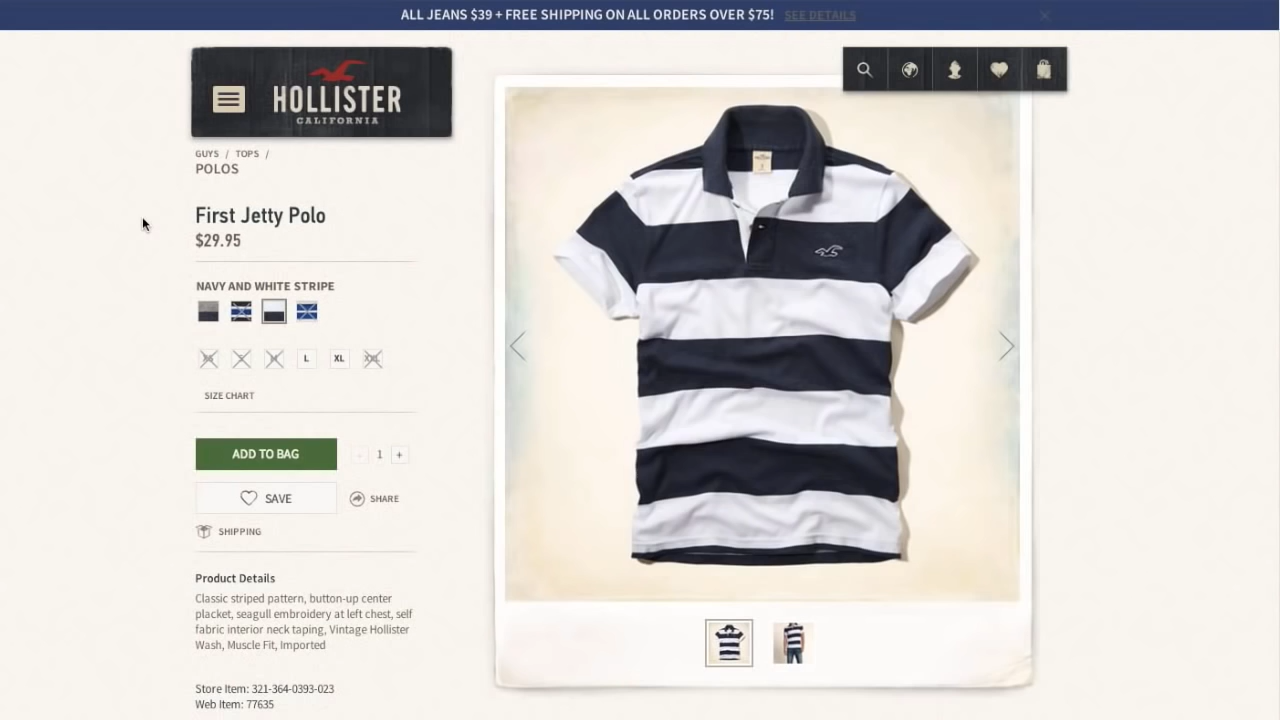 ALL JEANS $39 + FREE SHIPPING ON ALL ORDERS OVER $75! SEE DETAILS
HOLLISTER
CALIFORNIA
GUYS / TOPS /
POLOS
First Jetty Polo
$29.95
NAVY AND WHITE STRIPE
L XL
SIZE CHART
ADD TO BAG - 1 +
SAVE SHARE
SHIPPING
Product Details
Classic striped pattern, button-up center
placket, seagull embroidery at left chest, self
fabric interior neck taping, Vintage Hollister
Wash, Muscle Fit, Imported
Store Item: 321-364-0393-023
Web Item: 77635